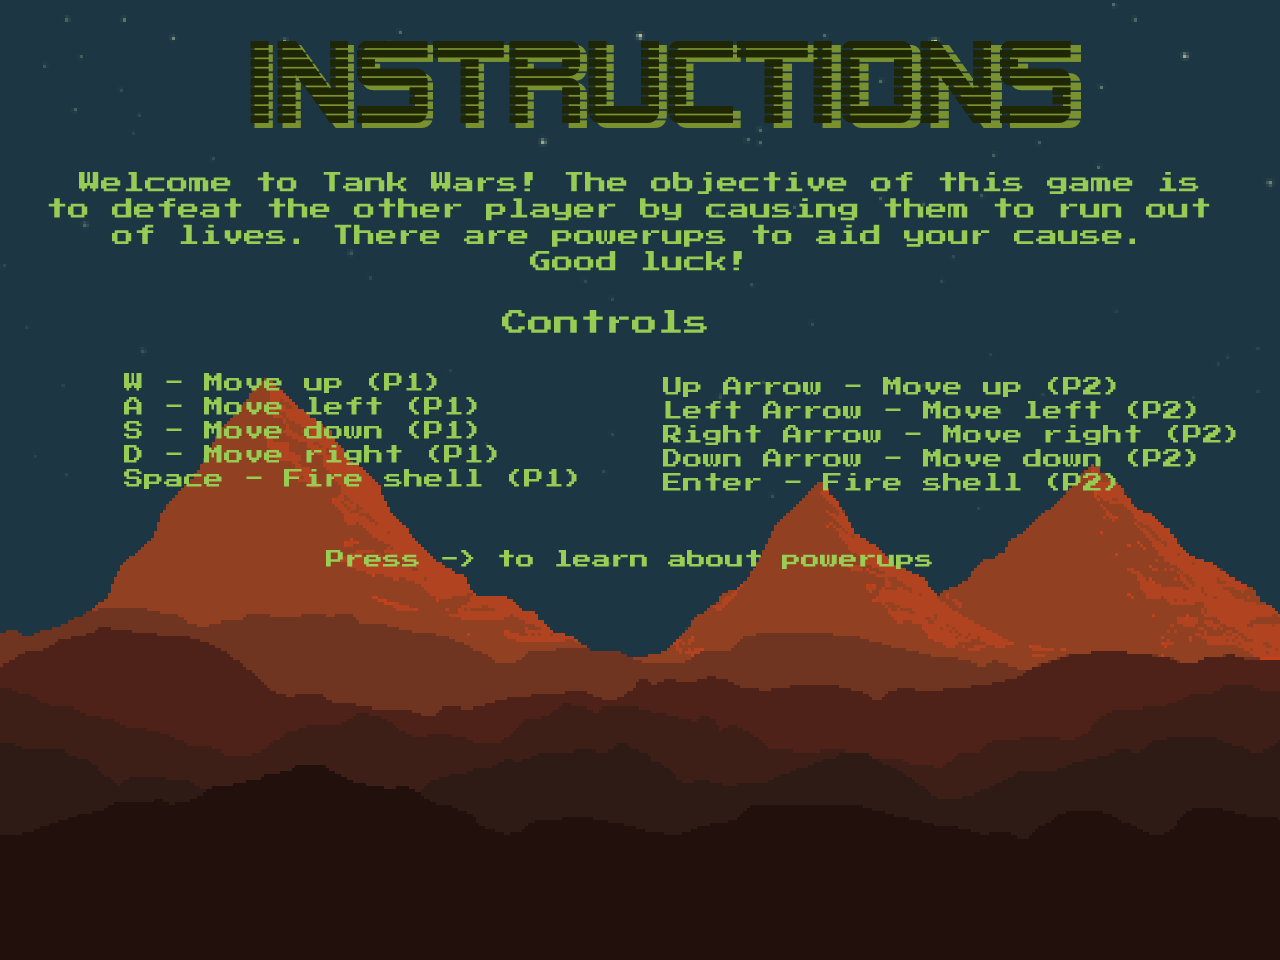 INSTRUCTIONS
Welcome to Tank Wars! The objective of this game is
to defeat the other player by causing them to run out
of lives. There are powerups to aid your cause.
Good luck!
Controls
W - Move up (P1)
A - Move left (P1)
S - Move down (P1)
D - Move right (P1)
Space - Fire shell (P1)
Up Arrow - Move up (P2)
Left Arrow - Move left (P2)
Right Arrow - Move right (P2)
Down Arrow - Move down (P2)
Enter - Fire shell (P2)
Press -> to learn about powerups